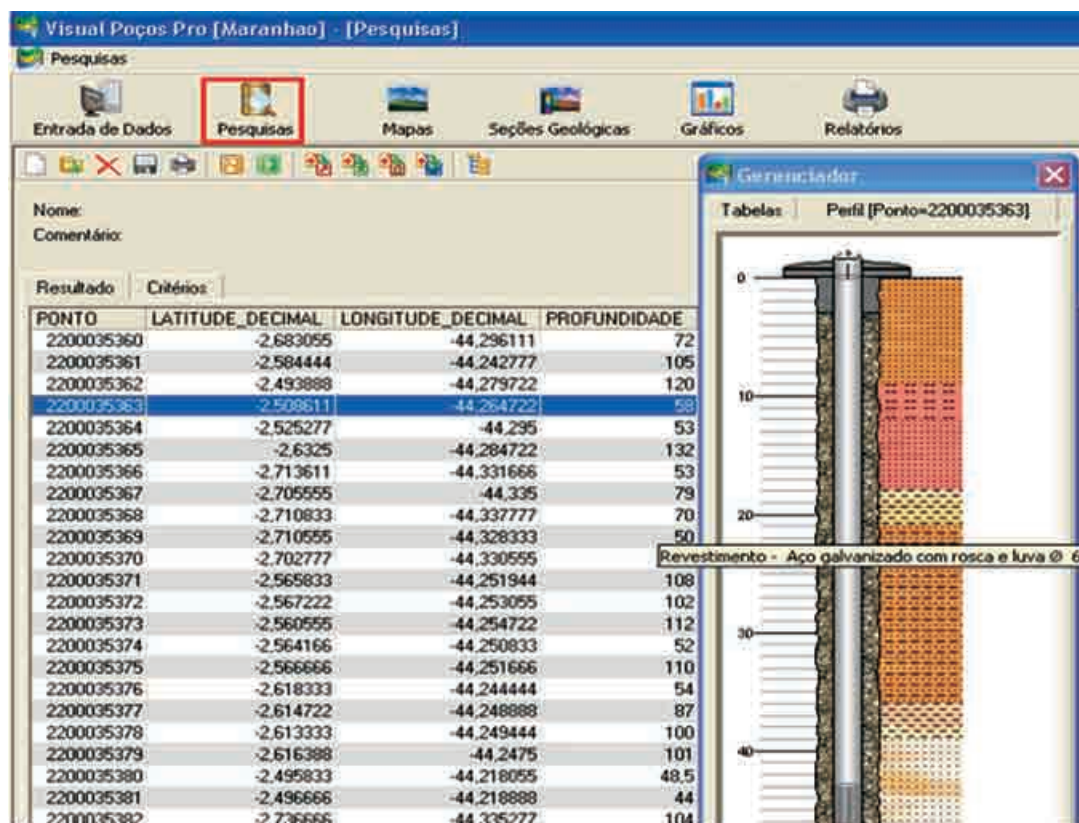 Visual Poços Pro [Maranhao] - [Pesquisas]
Pesquisas
Entrada de Dados Pesquisas Mapas Seções Geológicas Gráficos Relatórios
Gerenciador
Nome:
Comentário:
Tabelas Perfil [Ponto=2200035363]
Resultado Critérios
PONTO LATITUDE_DECIMAL LONGITUDE_DECIMAL PROFUNDIDADE
2200035360 -2,683055 -44,296111 72
2200035361 -2,584444 -44,242777 105
2200035362 -2,493888 -44,279722 120
2200035363 -2,508611 -44,264722 58
2200035364 -2,525277 -44,295 53
2200035365 -2,6325 -44,284722 132
2200035366 -2,713611 -44,331666 53
2200035367 -2,705555 -44,335 79
2200035368 -2,710833 -44,337777 70
2200035369 -2,710555 -44,328333 50
2200035370 -2,702777 -44,330555
2200035371 -2,565833 -44,251944 108
2200035372 -2,567222 -44,253055 102
2200035373 -2,560555 -44,254722 112
2200035374 -2,564166 -44,250833 52
2200035375 -2,566666 -44,251666 110
2200035376 -2,618333 -44,244444 54
2200035377 -2,614722 -44,248888 87
2200035378 -2,613333 -44,249444 100
2200035379 -2,616388 -44,2475 101
2200035380 -2,495833 -44,218055 48,5
2200035381 -2,496666 -44,218888 44
2200035382 -2,736666 -44,335277 104
0
10
20
Revestimento - Aço galvanizado com rosca e luva Ø 6
30
40